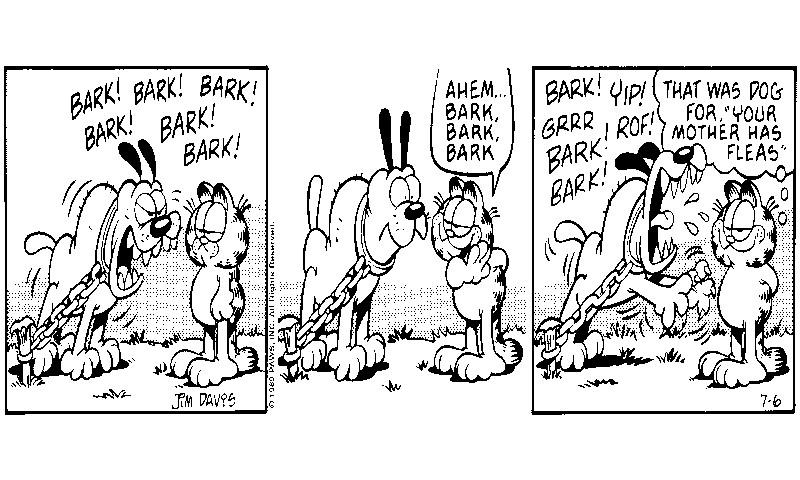 BARK! BARK! BARK!
BARK! BARK!
BARK!
JIM DAVIS
AHEM...
BARK,
BARK,
BARK
BARK! YIP!
GRRR ROF!
BARK!
BARK!
THAT WAS DOG
FOR, "YOUR
MOTHER HAS
FLEAS"
7-6